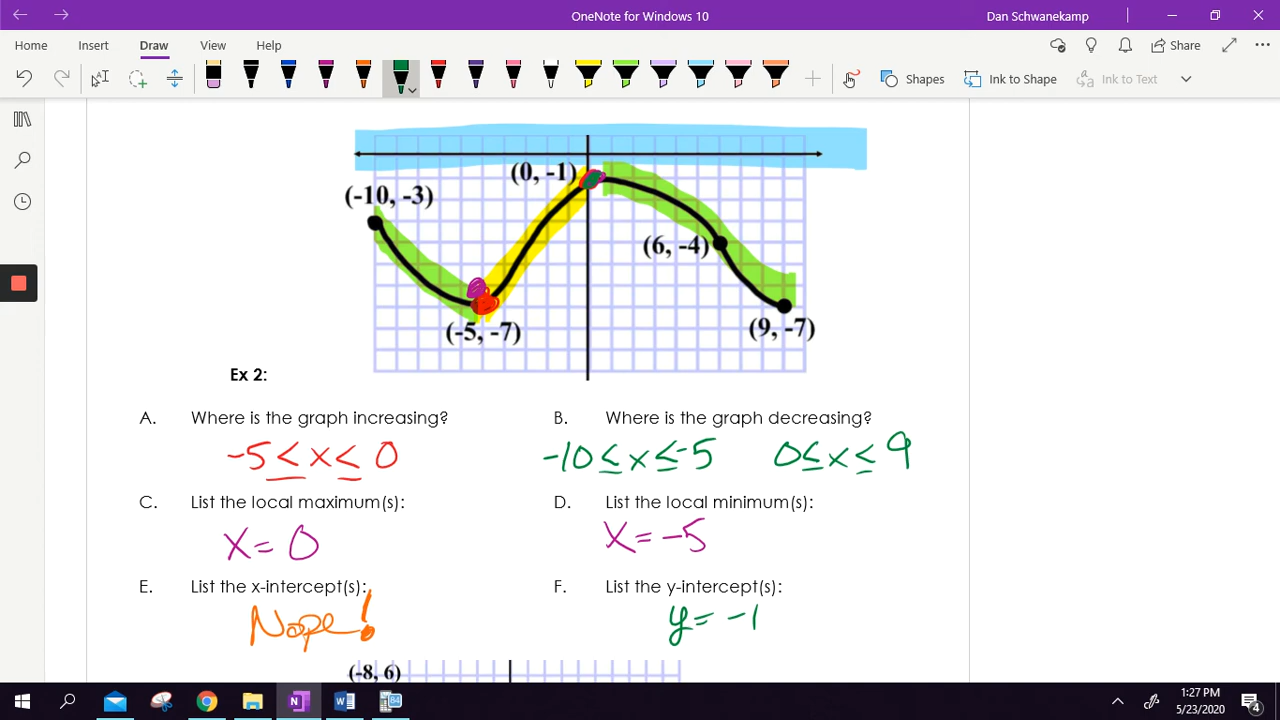 OneNote for Windows 10
Dan Schwanekamp
Home Insert Draw View Help
Share
Shapes Ink to Shape Ink to Text
(0, -1)
(-10, -3)
(6, -4)
(-5, -7)
(9, -7)
Ex 2:
A. Where is the graph increasing? B. Where is the graph decreasing?
-5 ≤ x ≤ 0 -10 ≤ x ≤ -5 0 ≤ x ≤ 9
C. List the local maximum(s): D. List the local minimum(s):
x = 0 x = -5
E. List the x-intercept(s): F. List the y-intercept(s):
Nope! y = -1
(-8, 6)
1:27 PM
5/23/2020
4